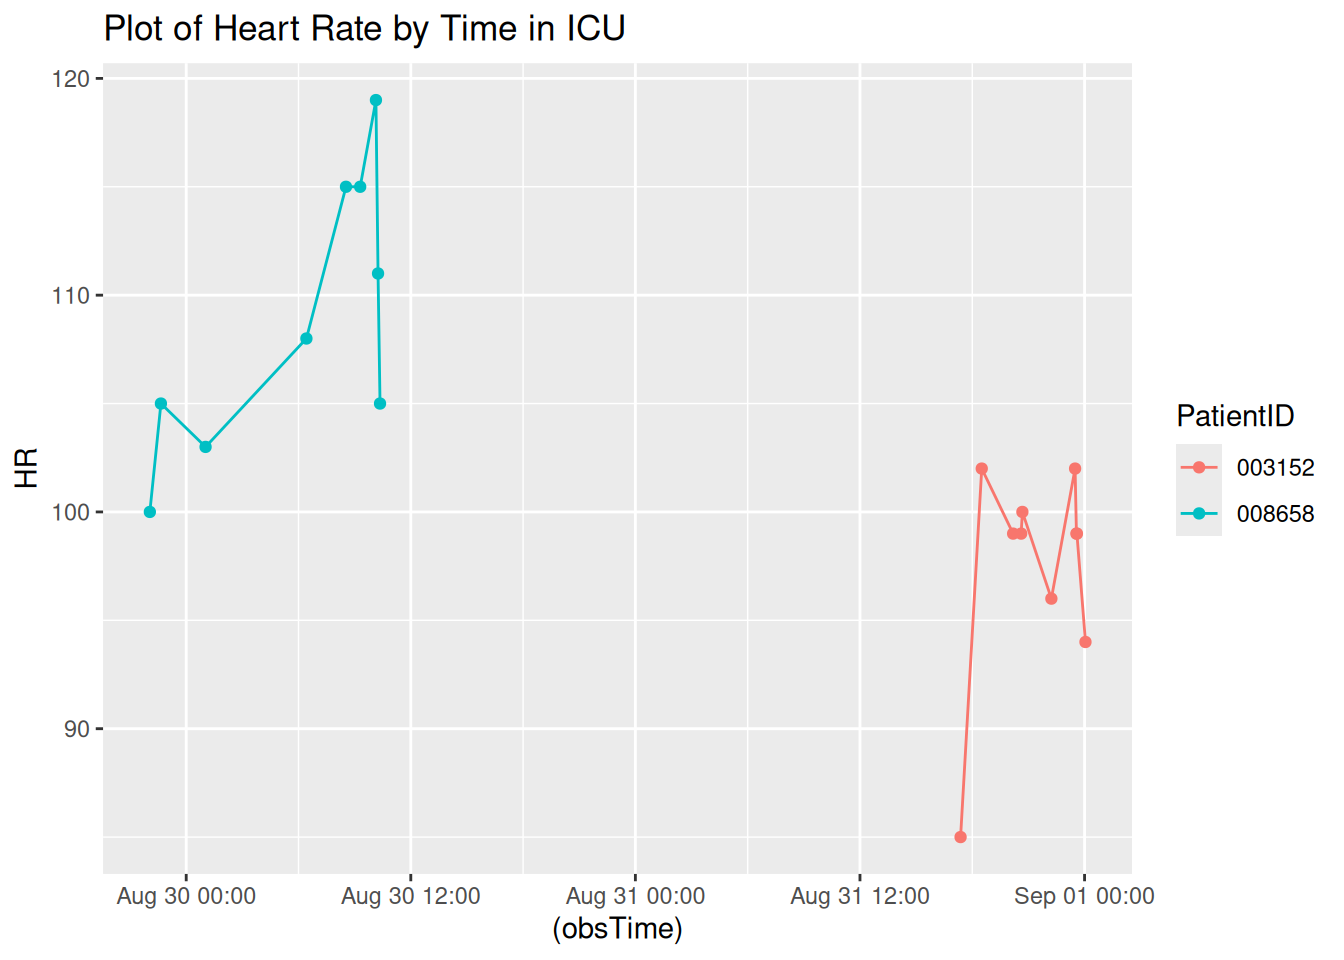 Plot of Heart Rate by Time in ICU
120
110
100
90
HR
Aug 30 00:00
Aug 30 12:00
Aug 31 00:00
Aug 31 12:00
Sep 01 00:00
(obsTime)
PatientID
003152
008658